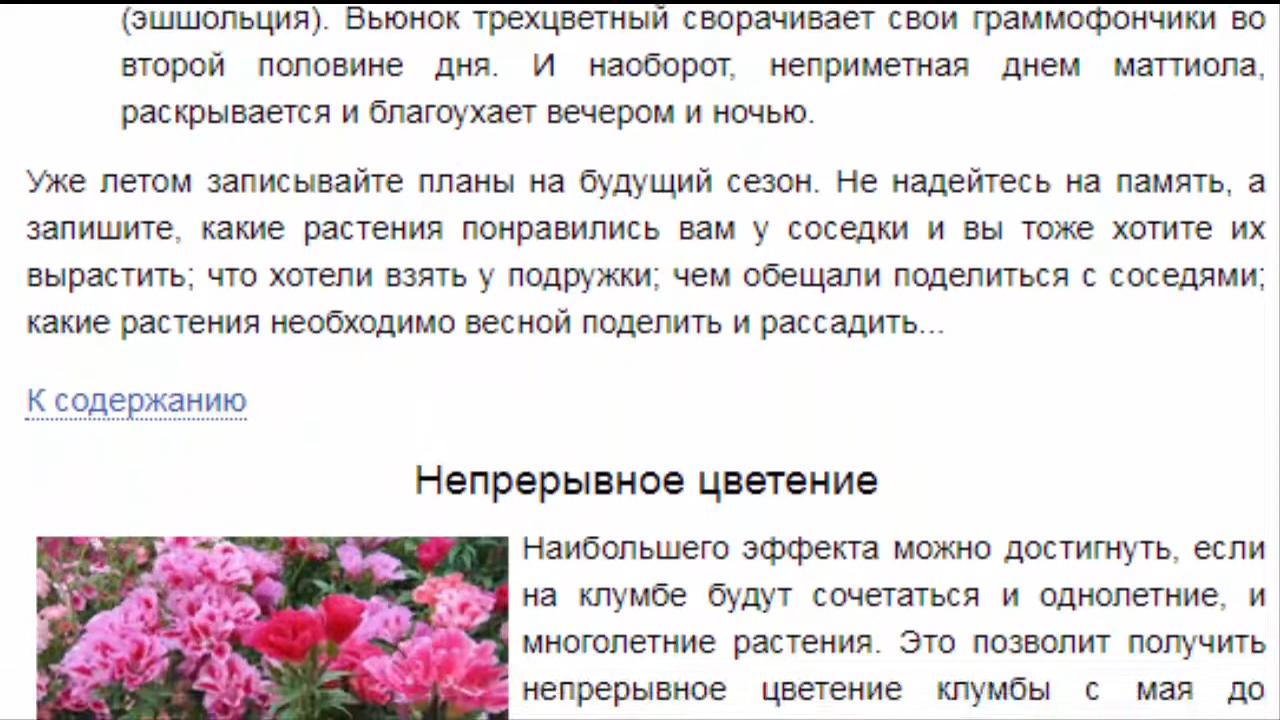 (эшшольция). Вьюнок трехцветный сворачивает свои граммофончики во
второй половине дня. И наоборот, неприметная днем маттиола,
раскрывается и благоухает вечером и ночью.
Уже летом записывайте планы на будущий сезон. Не надейтесь на память, а
запишите, какие растения понравились вам у соседки и вы тоже хотите их
вырастить; что хотели взять у подружки; чем обещали поделиться с соседями;
какие растения необходимо весной поделить и рассадить...
К содержанию
Непрерывное цветение
Наибольшего эффекта можно достигнуть, если
на клумбе будут сочетаться и однолетние, и
многолетние растения. Это позволит получить
непрерывное цветение клумбы с мая до